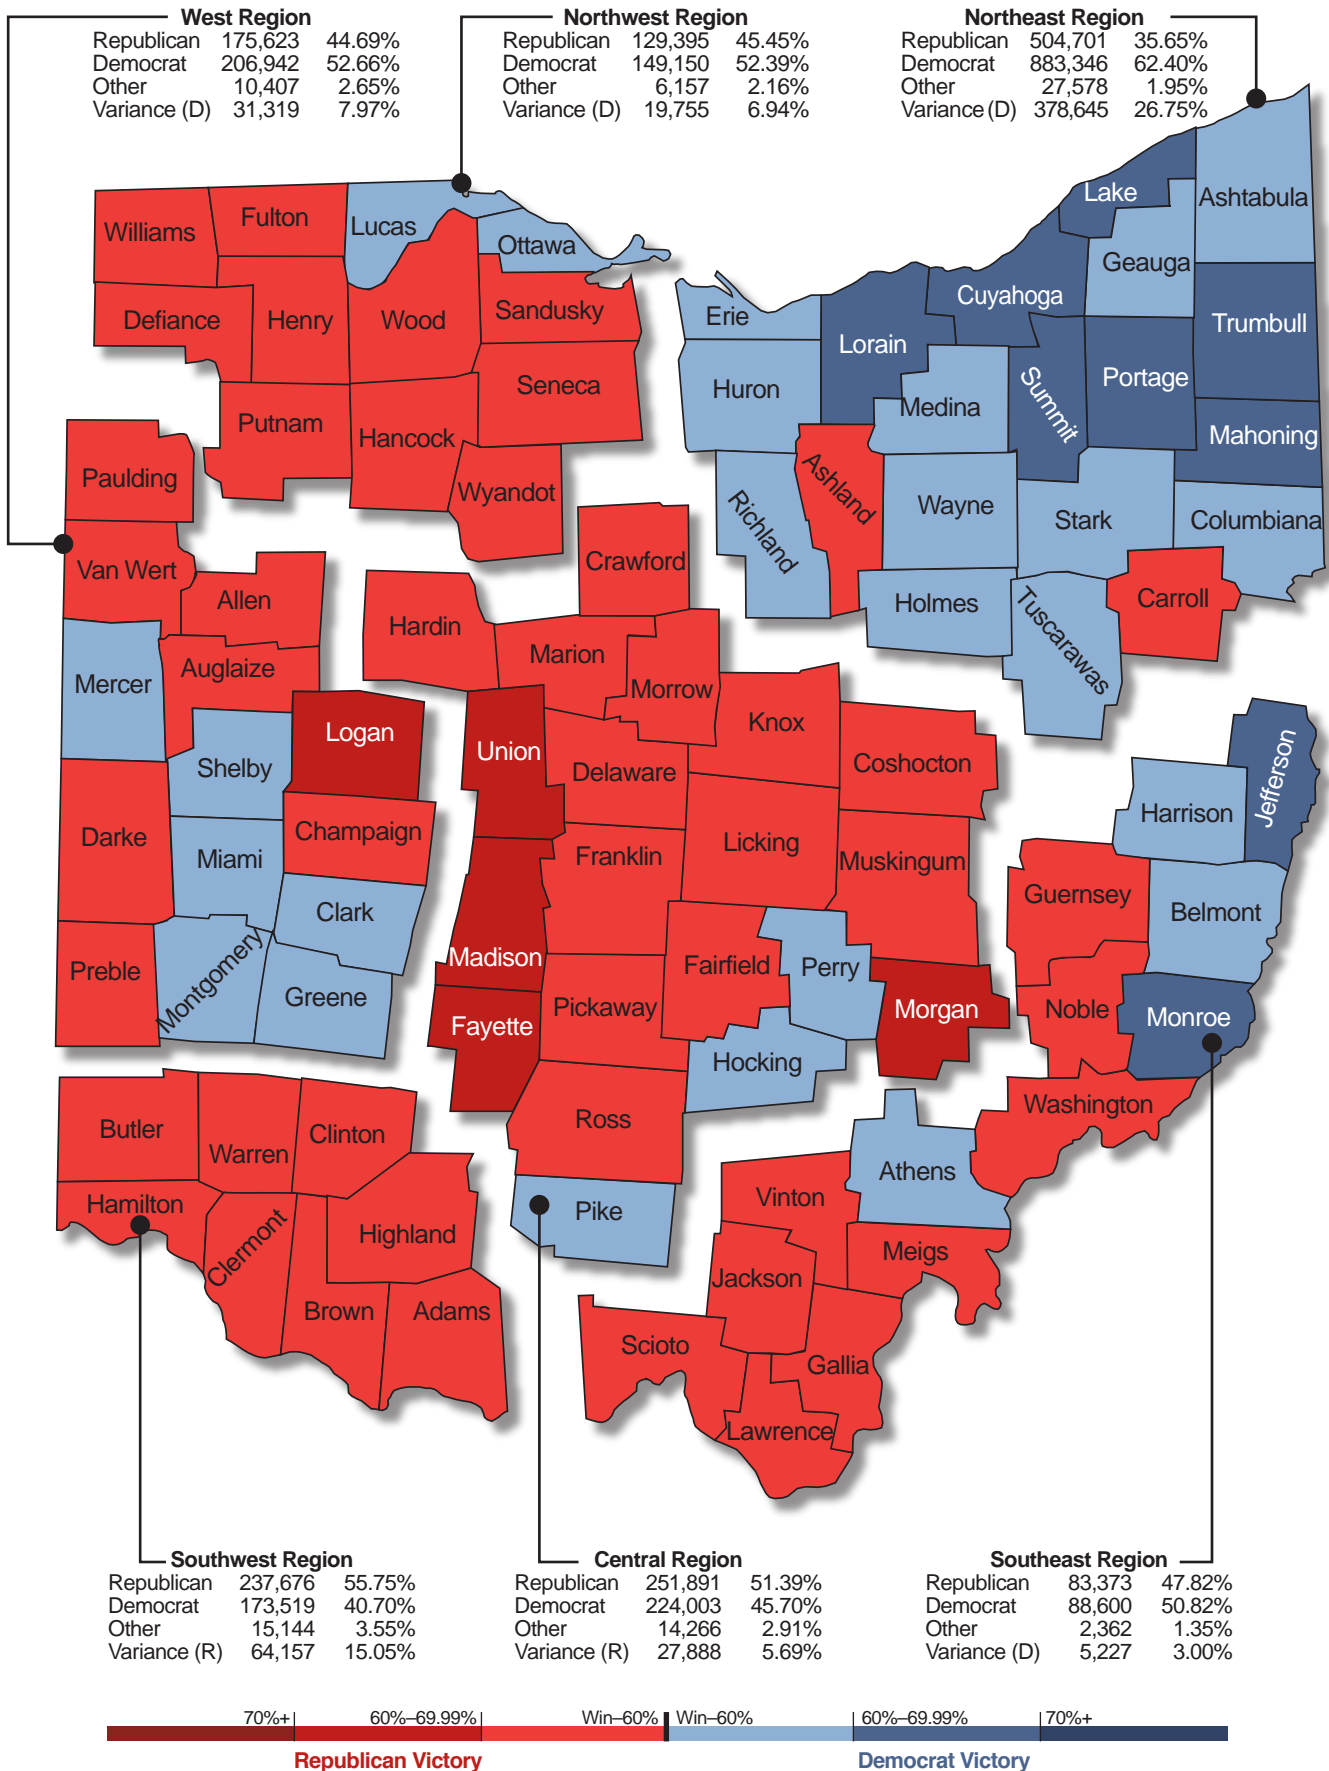 West Region
Republican 175,623 44.69%
Democrat 206,942 52.66%
Other 10,407 2.65%
Variance (D) 31,319 7.97%
Northwest Region
Republican 129,395 45.45%
Democrat 149,150 52.39%
Other 6,157 2.16%
Variance (D) 19,755 6.94%
Northeast Region
Republican 504,701 35.65%
Democrat 883,346 62.40%
Other 27,578 1.95%
Variance (D) 378,645 26.75%
Williams
Fulton
Lucas
Ottawa
Defiance
Henry
Wood
Sandusky
Seneca
Putnam
Hancock
Wyandot
Lake
Ashtabula
Geauga
Cuyahoga
Erie
Lorain
Trumbull
Huron
Medina
Summit
Portage
Mahoning
Richland
Ashland
Wayne
Stark
Columbiana
Holmes
Tuscarawas
Carroll
Paulding
Van Wert
Allen
Mercer
Auglaize
Logan
Shelby
Darke
Champaign
Miami
Clark
Preble
Montgomery
Greene
Crawford
Hardin
Marion
Morrow
Union
Delaware
Knox
Coshocton
Franklin
Licking
Muskingum
Madison
Fairfield
Perry
Morgan
Fayette
Pickaway
Hocking
Ross
Pike
Jefferson
Harrison
Guernsey
Belmont
Noble
Monroe
Washington
Athens
Vinton
Meigs
Jackson
Scioto
Gallia
Lawrence
Butler
Warren
Clinton
Hamilton
Clermont
Highland
Brown
Adams
Southwest Region
Republican 237,676 55.75%
Democrat 173,519 40.70%
Other 15,144 3.55%
Variance (R) 64,157 15.05%
Central Region
Republican 251,891 51.39%
Democrat 224,003 45.70%
Other 14,266 2.91%
Variance (R) 27,888 5.69%
Southeast Region
Republican 83,373 47.82%
Democrat 88,600 50.82%
Other 2,362 1.35%
Variance (D) 5,227 3.00%
70%+ 60%–69.99% Win–60% Win–60% 60%–69.99% 70%+
Republican Victory Democrat Victory